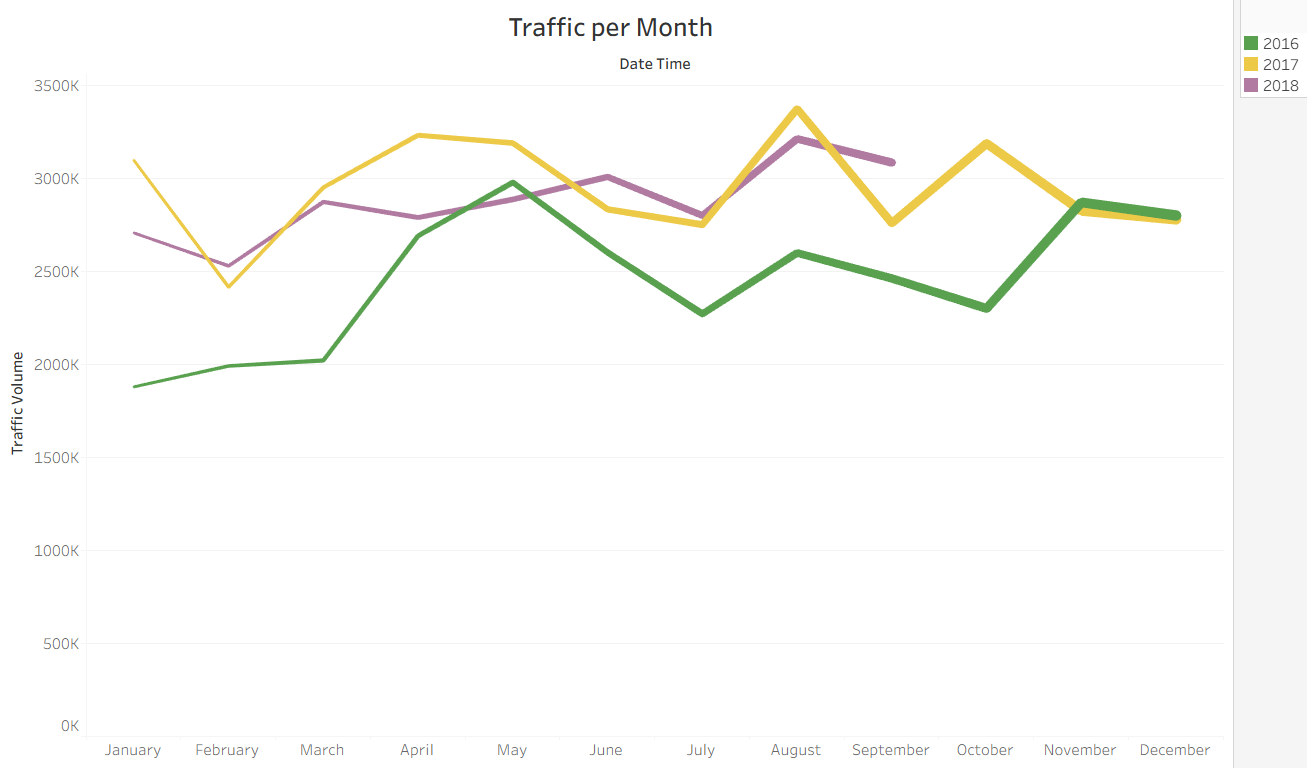 Traffic per Month
Date Time
2016
2017
2018
3500K
3000K
2500K
2000K
1500K
1000K
500K
0K
Traffic Volume
January February March April May June July August September October November December